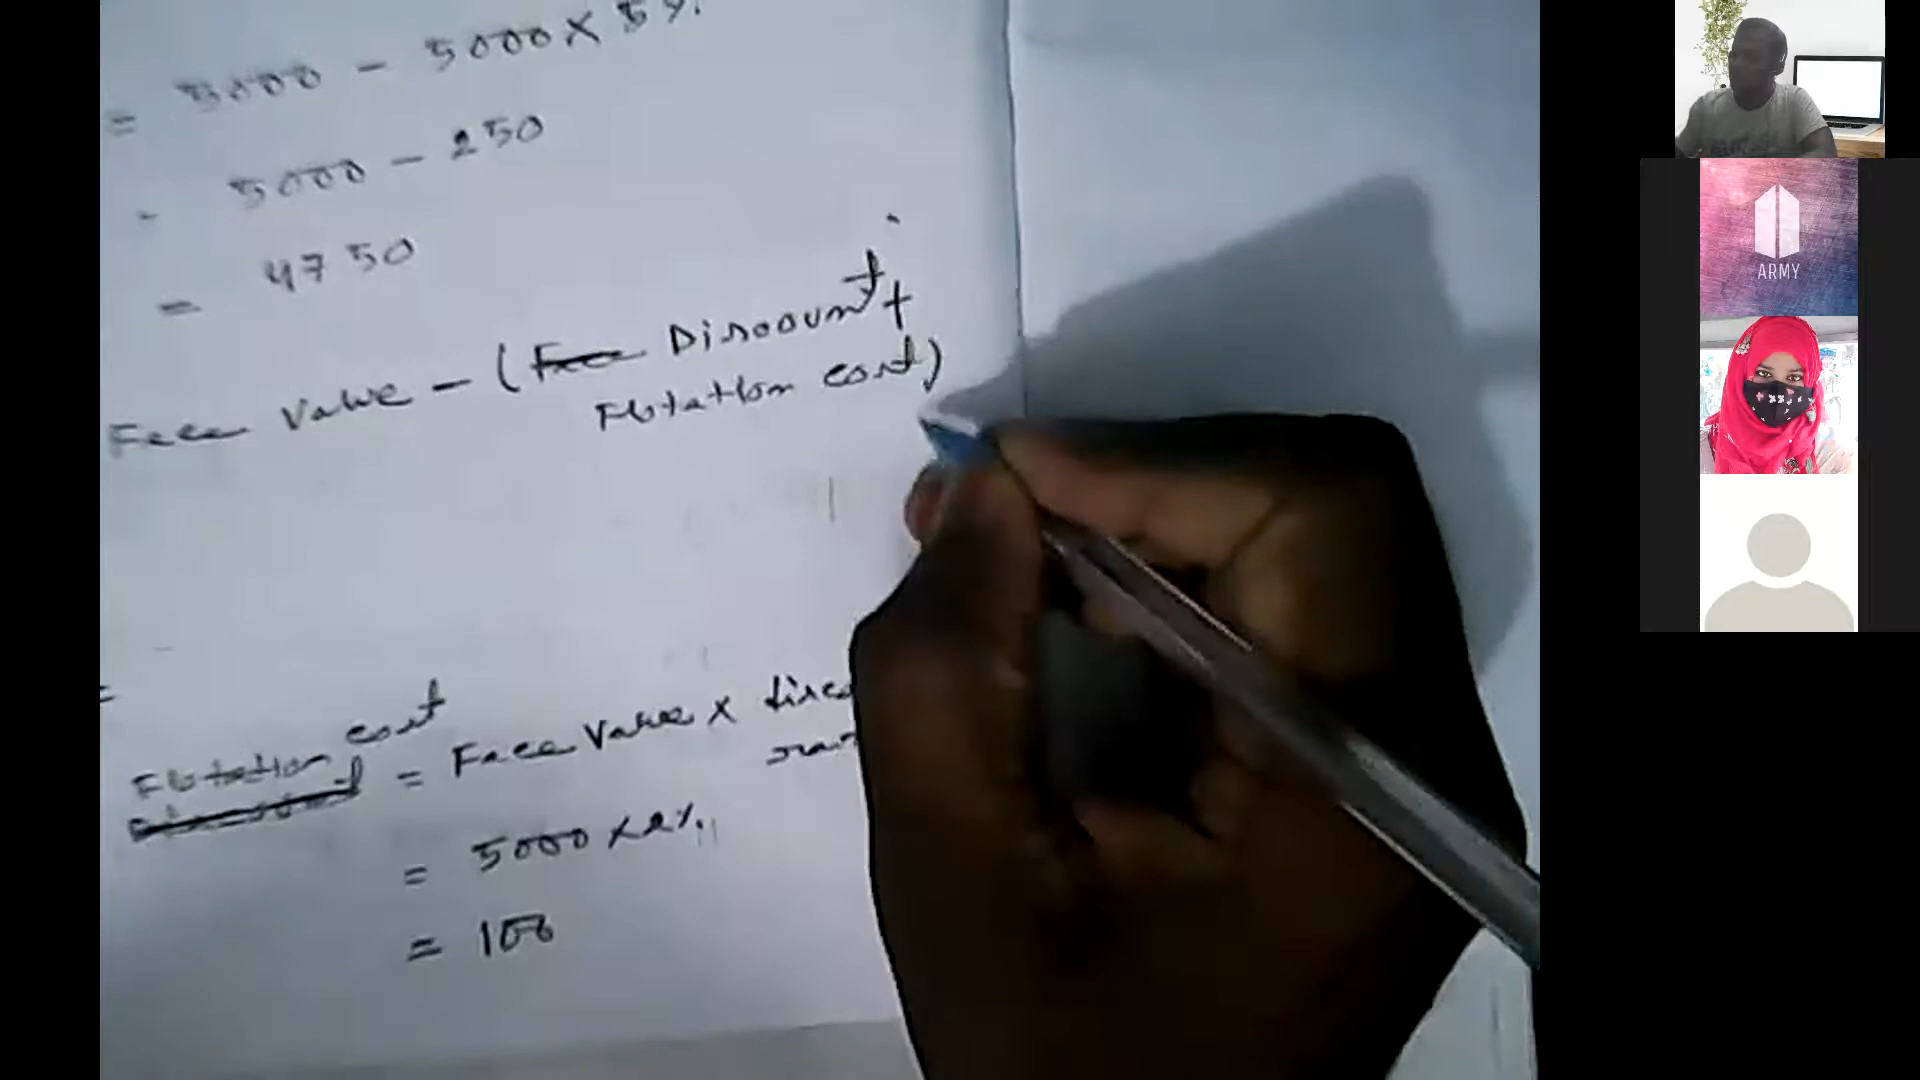 = 5000 - 5000 X 5%.
= 5000 - 250
= 4750
Face Value - ( Discount +
Flotation cost)
=
Flotation cost
= Face Value X
= 5000 X 2%.
= 100
ARMY